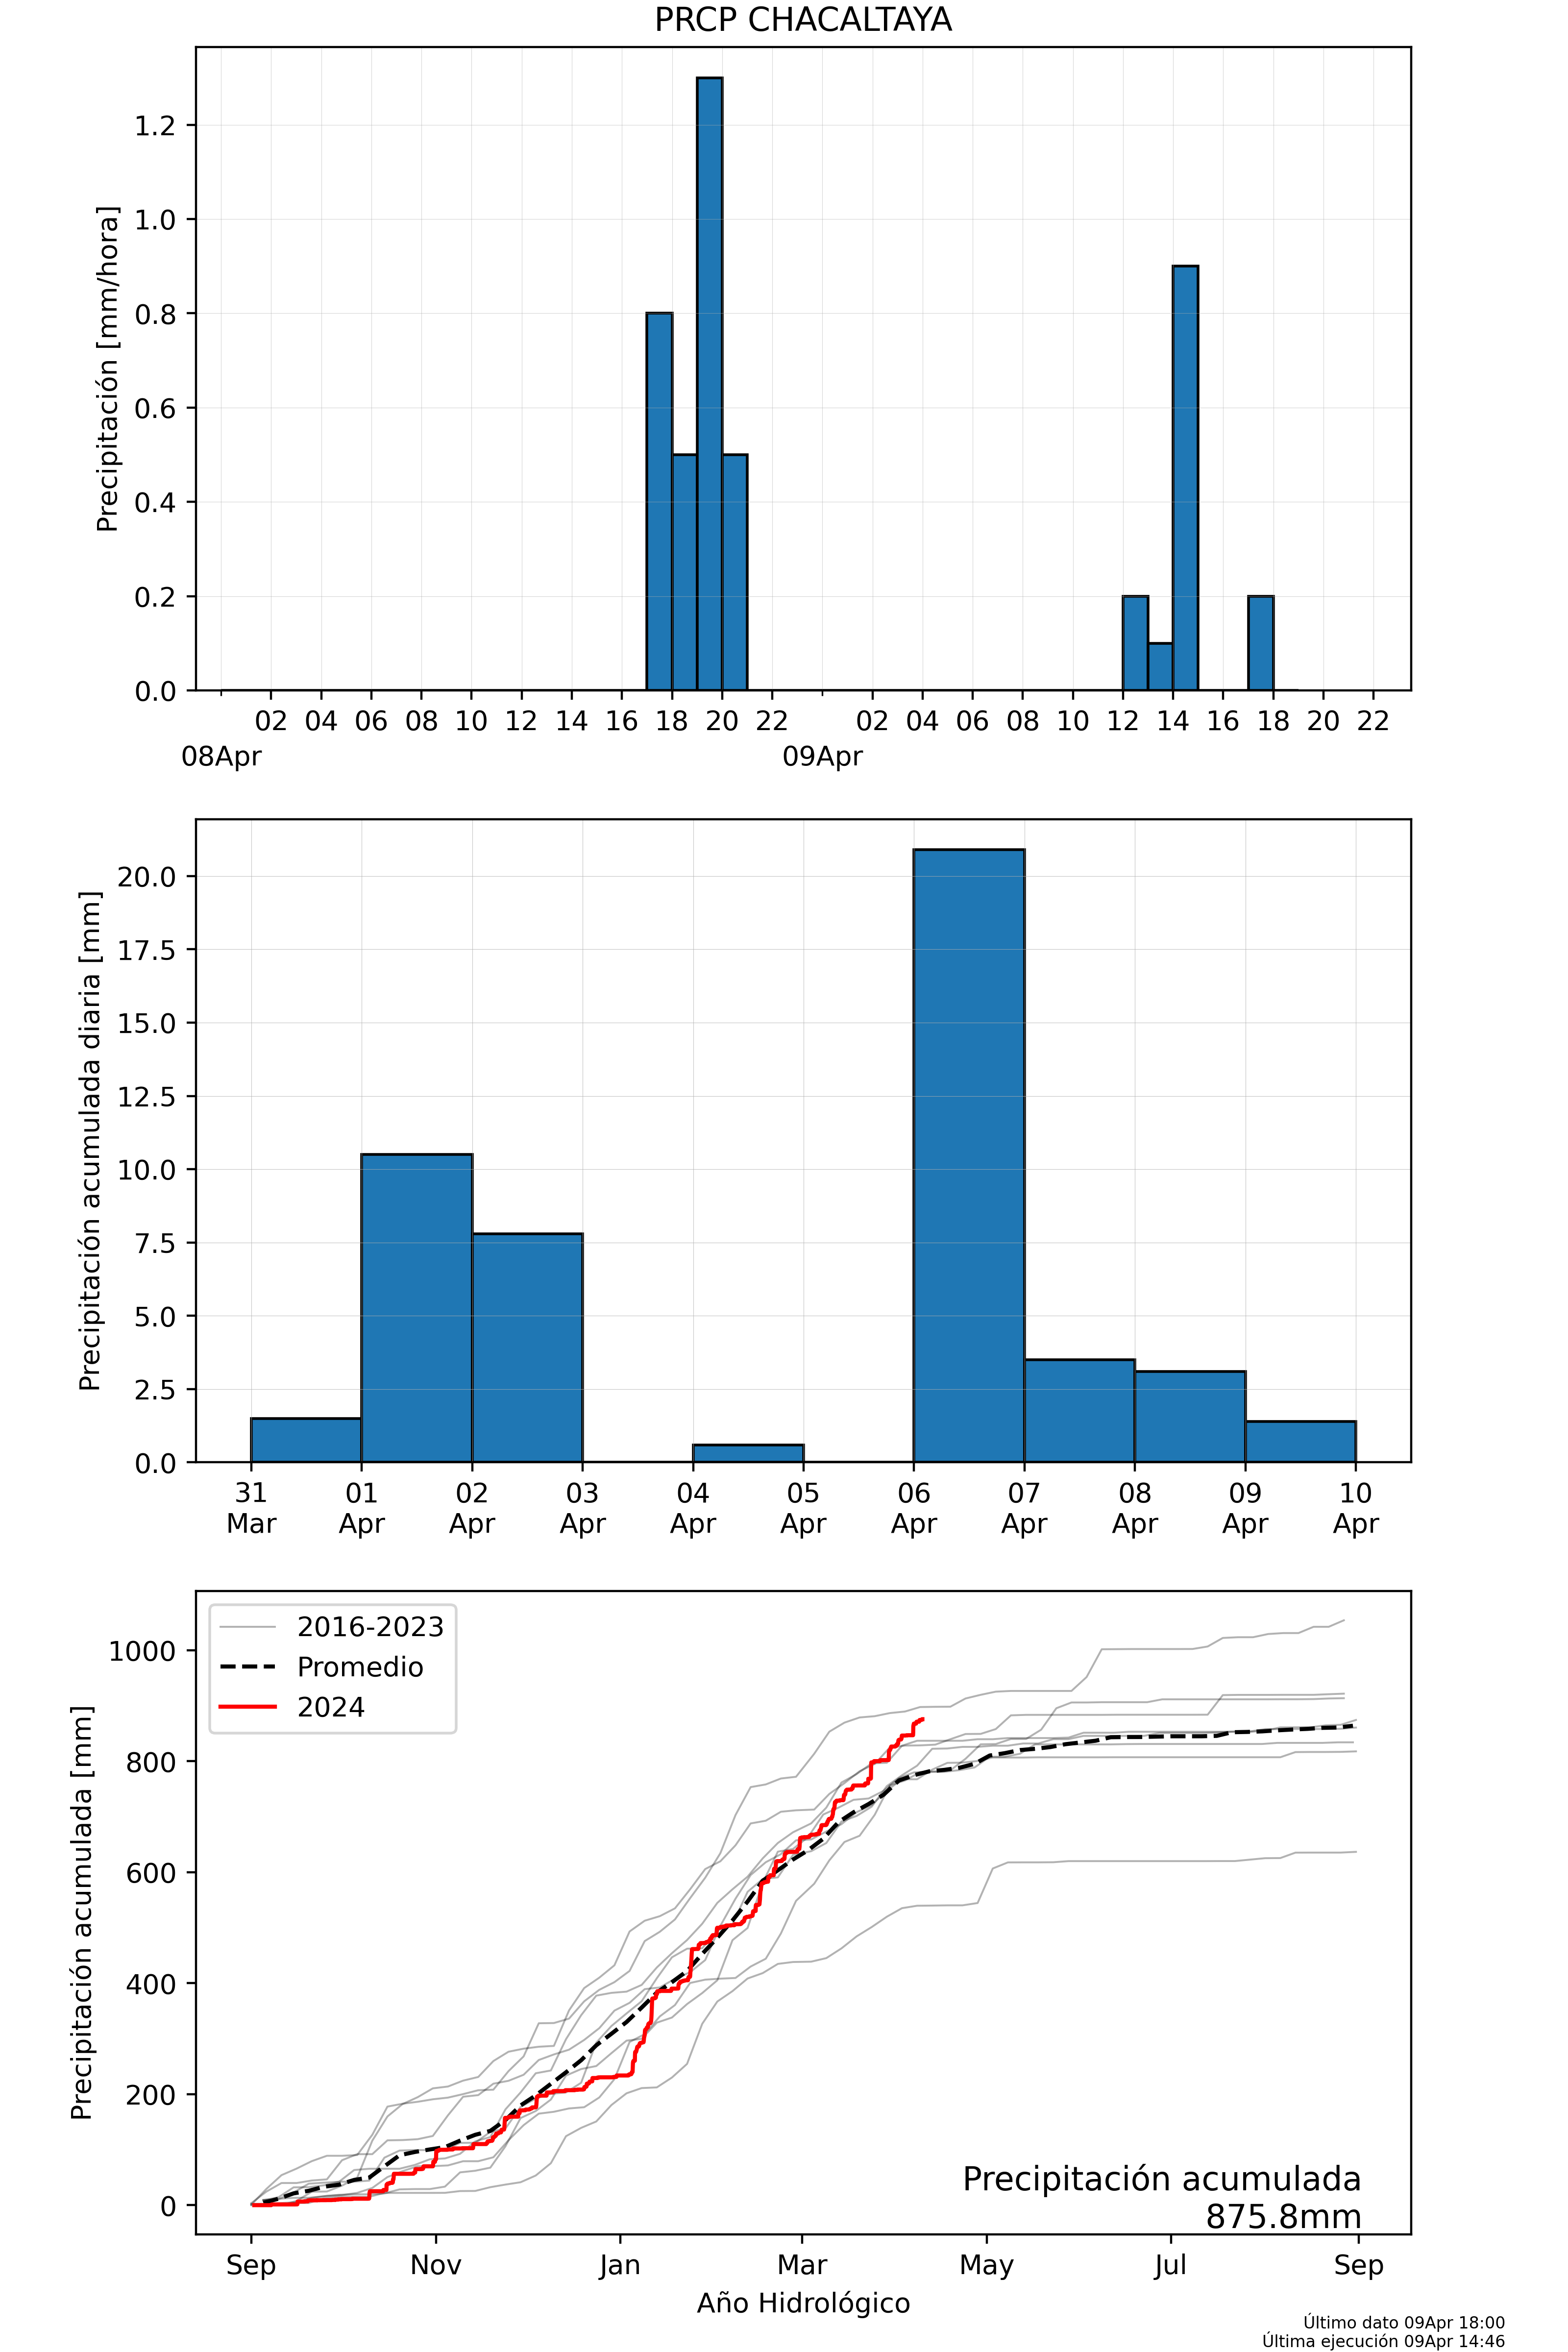 PRCP CHACALTAYA
Precipitación [mm/hora]
1.2
1.0
0.8
0.6
0.4
0.2
0.0
02 04 06 08 10 12 14 16 18 20 22 02 04 06 08 10 12 14 16 18 20 22
08Apr 09Apr
Precipitación acumulada diaria [mm]
20.0
17.5
15.0
12.5
10.0
7.5
5.0
2.5
0.0
31 01 02 03 04 05 06 07 08 09 10
Mar Apr Apr Apr Apr Apr Apr Apr Apr Apr Apr
Precipitación acumulada [mm]
1000
800
600
400
200
0
2016-2023
Promedio
2024
Precipitación acumulada
875.8mm
Sep Nov Jan Mar May Jul Sep
Año Hidrológico
Último dato 09Apr 18:00
Última ejecución 09Apr 14:46